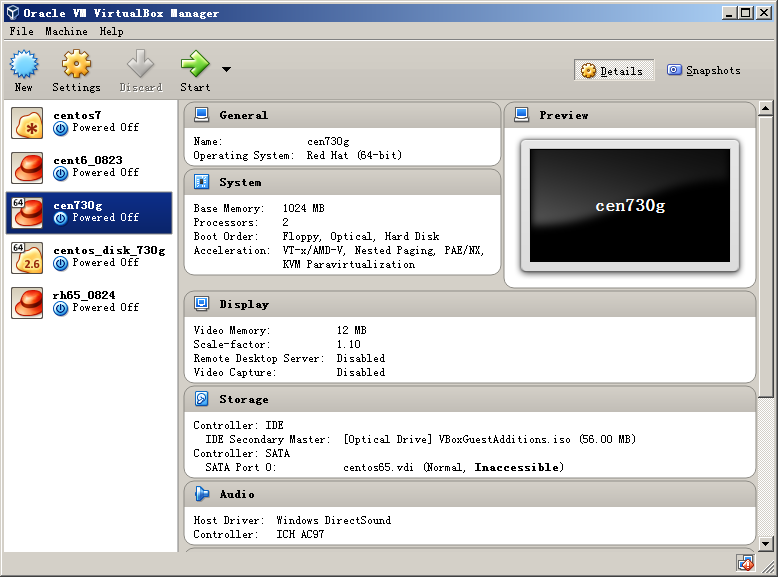 Oracle VM VirtualBox Manager
File Machine Help
New Settings Discard Start Details Snapshots
centos7
Powered Off
cent6_0823
Powered Off
64
cen730g
Powered Off
64
2.6
centos_disk_730g
Powered Off
rh65_0824
Powered Off
General
Name: cen730g
Operating System: Red Hat (64-bit)
System
Base Memory: 1024 MB
Processors: 2
Boot Order: Floppy, Optical, Hard Disk
Acceleration: VT-x/AMD-V, Nested Paging, PAE/NX,
KVM Paravirtualization
Preview
cen730g
Display
Video Memory: 12 MB
Scale-factor: 1.10
Remote Desktop Server: Disabled
Video Capture: Disabled
Storage
Controller: IDE
IDE Secondary Master: [Optical Drive] VBoxGuestAdditions.iso (56.00 MB)
Controller: SATA
SATA Port 0: centos65.vdi (Normal, Inaccessible)
Audio
Host Driver: Windows DirectSound
Controller: ICH AC97